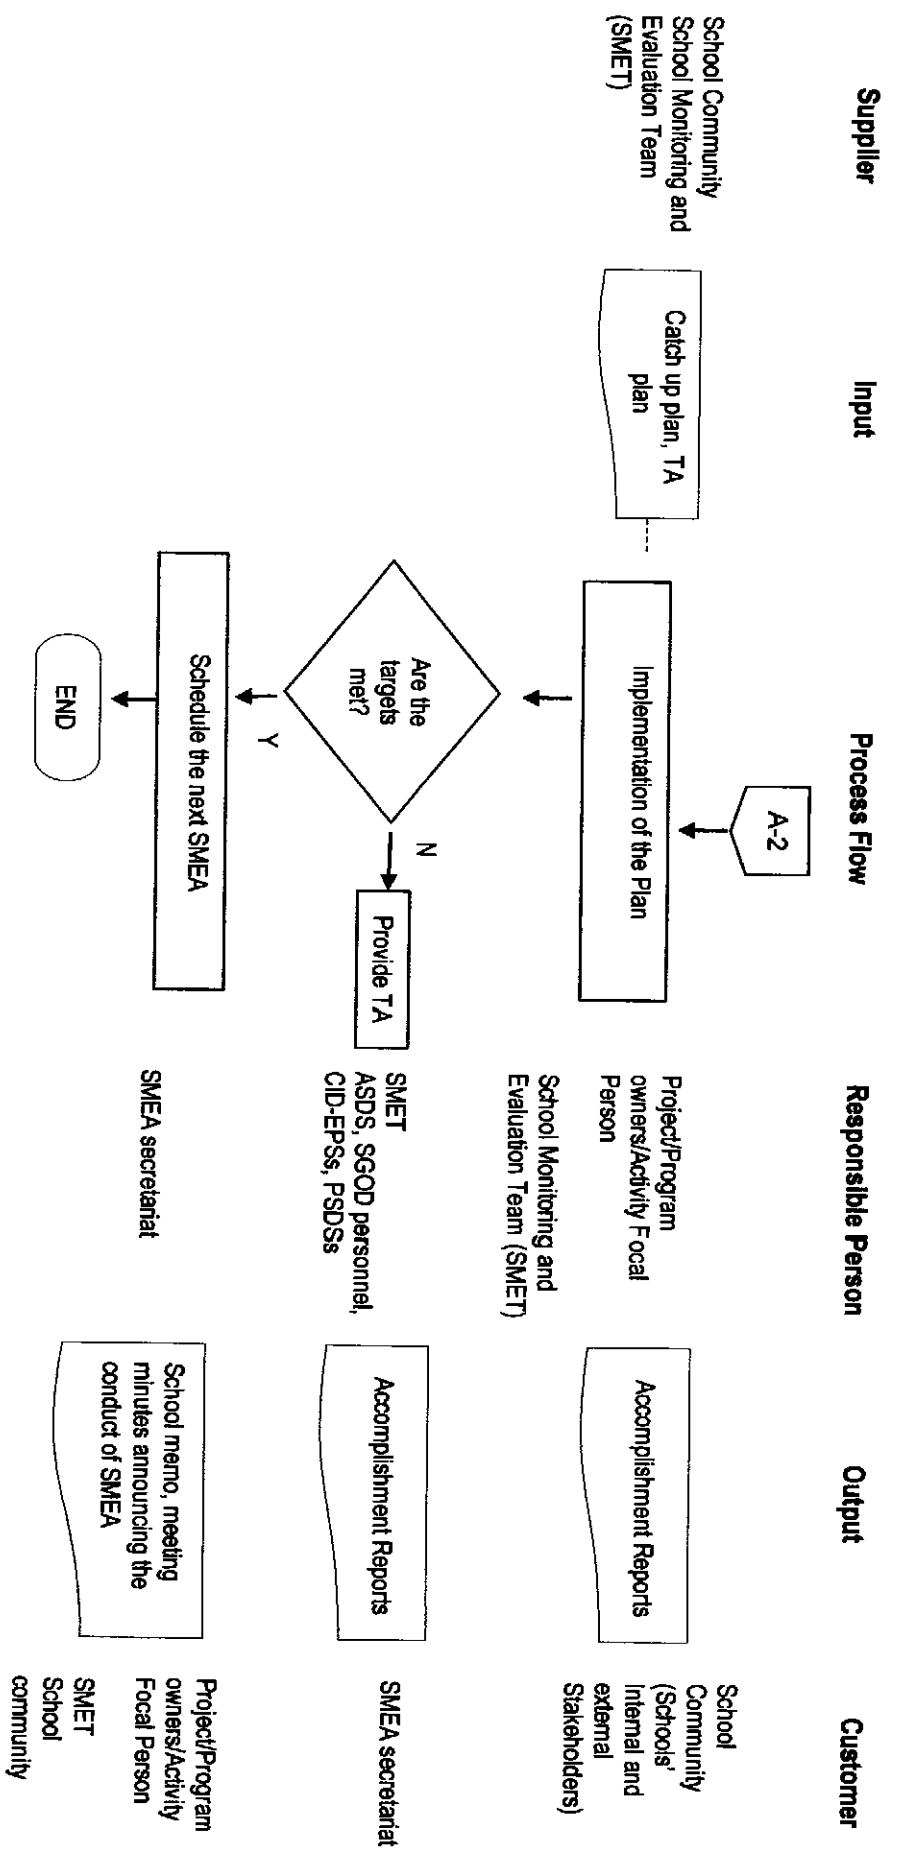 Supplier
Input
Process Flow
Responsible Person
Output
Customer
School Community
School Monitoring and
Evaluation Team
(SMET)
Catch up plan, TA
plan
A-2
Implementation of the Plan
Project/Program
owners/Activity Focal
Person
School Monitoring and
Evaluation Team (SMET)
Accomplishment Reports
School
Community
(Schools'
Internal and
external
Stakeholders)
Are the
targets
met?
N
Provide TA
SMET
ASDS, SGOD personnel,
CID-EPSs, PSDSs
Accomplishment Reports
SMEA secretariat
Y
Schedule the next SMEA
SMEA secretariat
School memo, meeting
minutes announcing the
conduct of SMEA
Project/Program
owners/Activity
Focal Person
SMET
School
community
END